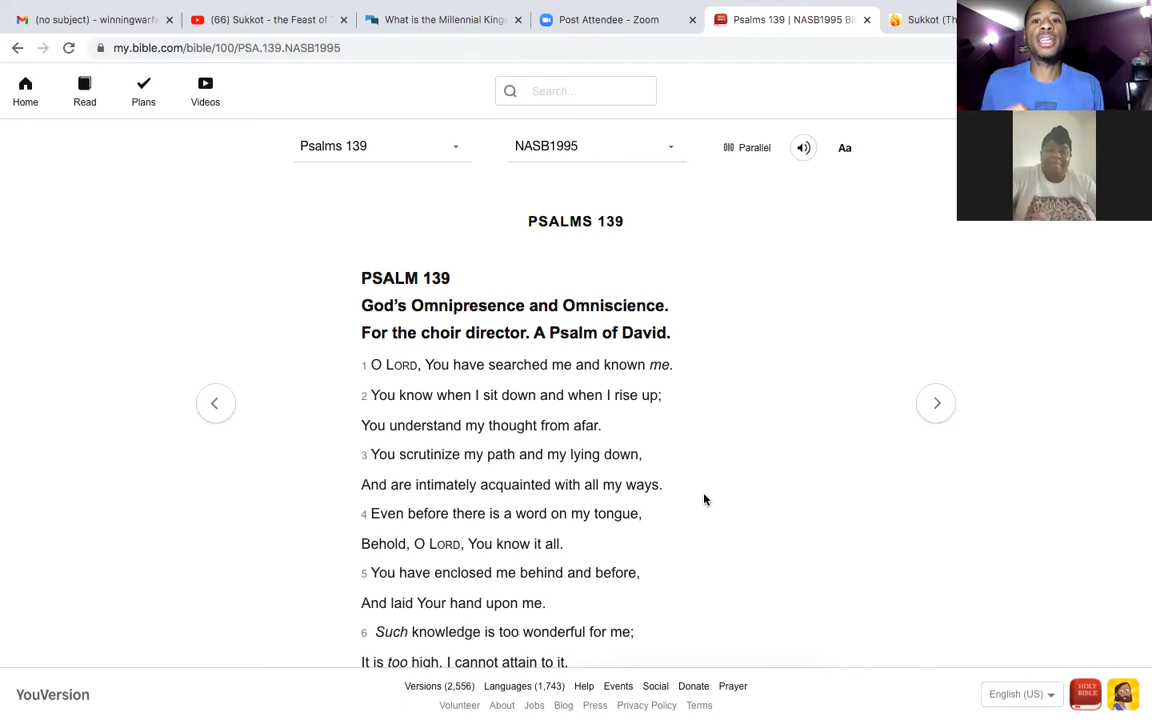 (no subject) - winningwarf
(66) Sukkot - the Feast of
What is the Millennial King
Post Attendee - Zoom
Psalms 139 | NASB1995 B
Sukkot (Th
my.bible.com/bible/100/PSA.139.NASB1995
Home
Read
Plans
Videos
Search...
Psalms 139
NASB1995
Parallel
Aa
PSALMS 139
PSALM 139
God's Omnipresence and Omniscience.
For the choir director. A Psalm of David.
1 O LORD, You have searched me and known me.
2 You know when I sit down and when I rise up;
You understand my thought from afar.
3 You scrutinize my path and my lying down,
And are intimately acquainted with all my ways.
4 Even before there is a word on my tongue,
Behold, O LORD, You know it all.
5 You have enclosed me behind and before,
And laid Your hand upon me.
6 Such knowledge is too wonderful for me;
It is too high, I cannot attain to it.
YouVersion
Versions (2,556) Languages (1,743) Help Events Social Donate Prayer
Volunteer About Jobs Blog Press Privacy Policy Terms
English (US)
HOLY BIBLE